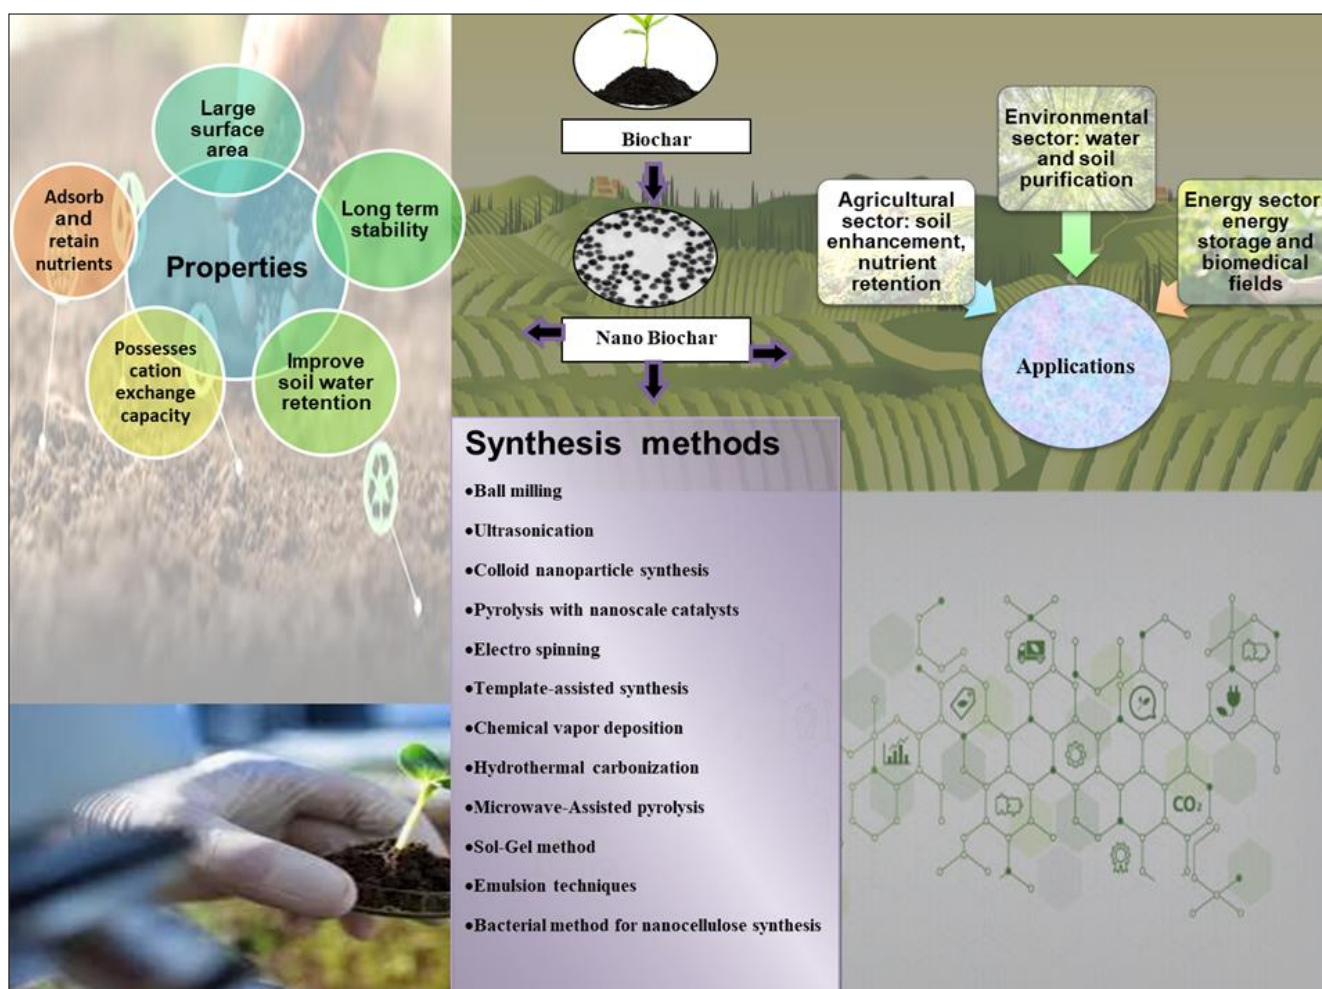 Large
surface
area
Adsorb
and
retain
nutrients
Long term
stability
Properties
Possesses
cation
exchange
capacity
Improve
soil water
retention
Biochar
Nano Biochar
Environmental
sector: water
and soil
purification
Agricultural
sector: soil
enhancement,
nutrient
retention
Energy sector:
energy
storage and
biomedical
fields
Applications
Synthesis methods
•Ball milling
•Ultrasonication
•Colloid nanoparticle synthesis
•Pyrolysis with nanoscale catalysts
•Electro spinning
•Template-assisted synthesis
•Chemical vapor deposition
•Hydrothermal carbonization
•Microwave-Assisted pyrolysis
•Sol-Gel method
•Emulsion techniques
•Bacterial method for nanocellulose synthesis
CO₂